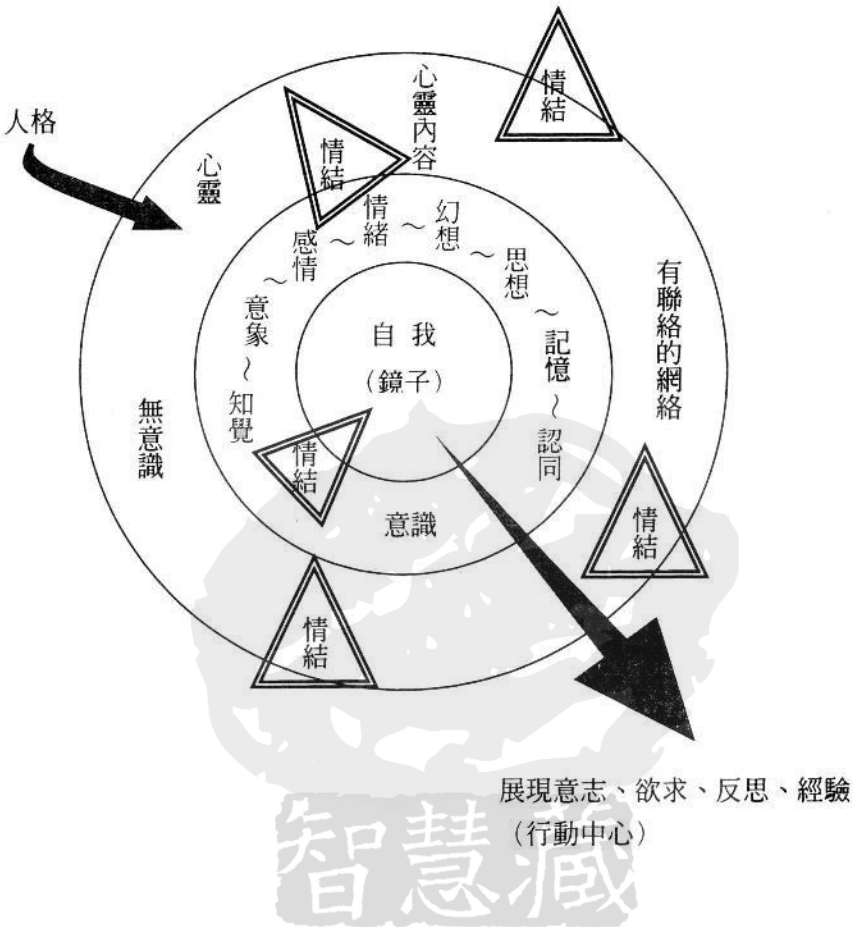 人格
心靈
心靈內容
情結
情結
情緒
幻想
感情
思想
意象
記憶
知覺
認同
自我
(鏡子)
有聯絡的網絡
無意識
情結
意識
情結
情結
展現意志、欲求、反思、經驗
(行動中心)
智慧藏